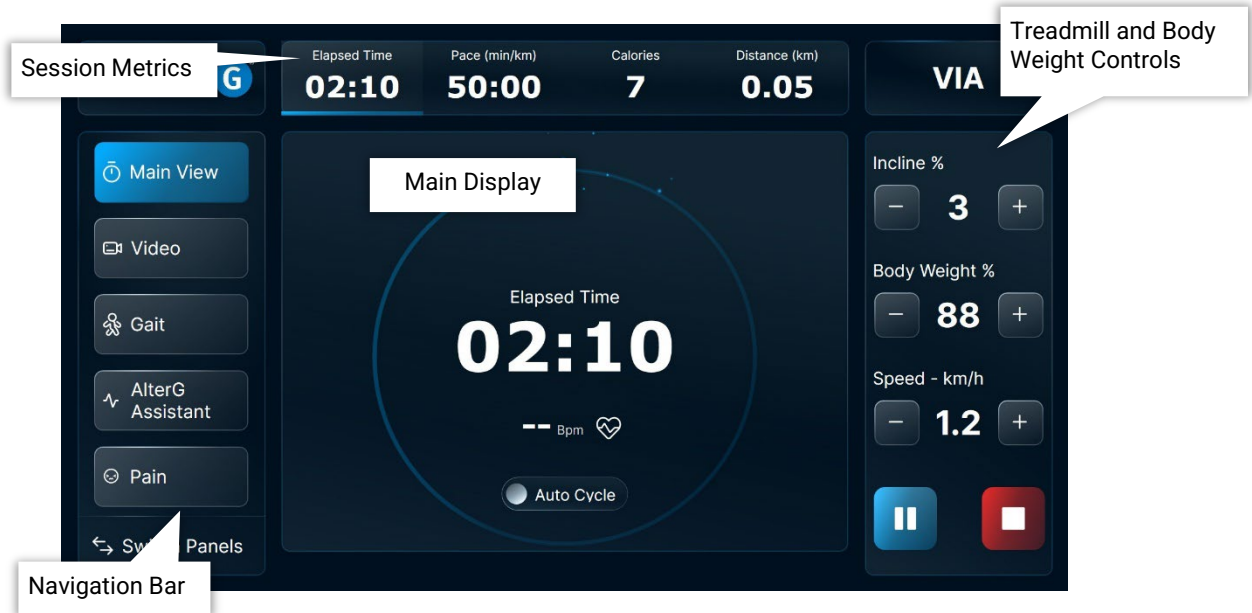 Session Metrics
G
Elapsed Time
02:10
Pace (min/km)
50:00
Calories
7
Distance (km)
0.05
VIA
Treadmill and Body
Weight Controls
Main View
Video
Gait
AlterG
Assistant
Pain
Panels
Navigation Bar
Main Display
Elapsed Time
02:10
-- Bpm
Auto Cycle
Incline %
− 3 +
Body Weight %
− 88 +
Speed - km/h
− 1.2 +